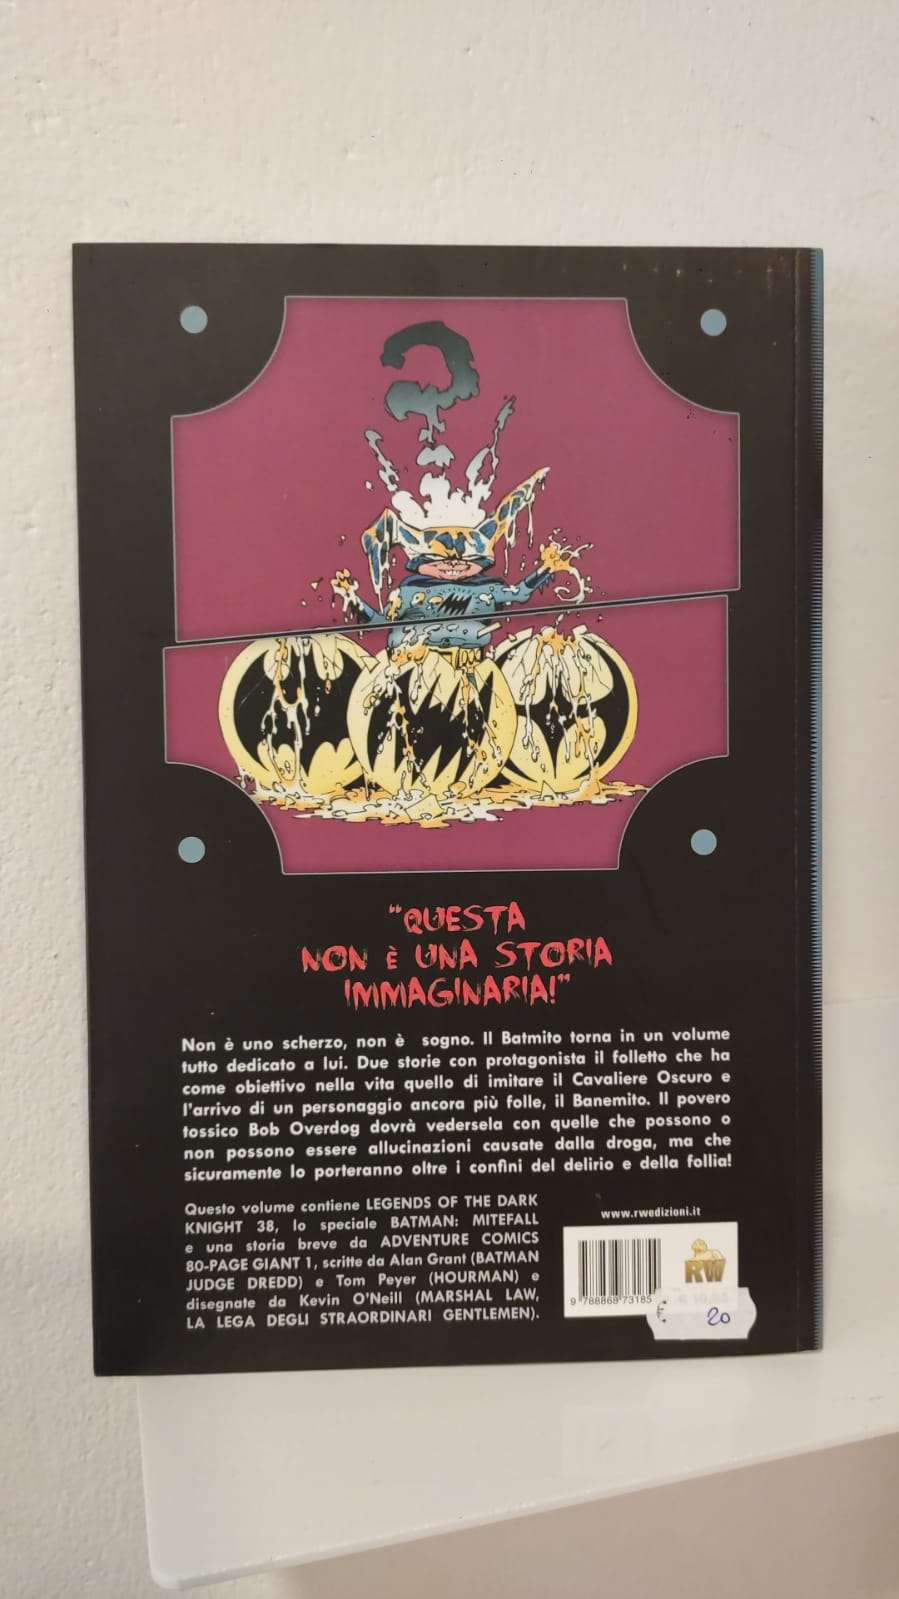 "QUESTA
NON È UNA STORIA
IMMAGINARIA!"
Non è uno scherzo, non è sogno. Il Batmito torna in un volume
tutto dedicato a lui. Due storie con protagonista il folletto che ha
come obiettivo nella vita quello di imitare il Cavaliere Oscuro e
l'arrivo di un personaggio ancora più folle, il Banemito. Il povero
tossico Bob Overdog dovrà vedersela con quelle che possono o
non possono essere allucinazioni causate dalla droga, ma che
sicuramente lo porteranno oltre i confini del delirio e della follia!
Questo volume contiene LEGENDS OF THE DARK
KNIGHT 38, lo speciale BATMAN: MITEFALL
e una storia breve da ADVENTURE COMICS
80-PAGE GIANT 1, scritte da Alan Grant (BATMAN
JUDGE DREDD) e Tom Peyer (HOURMAN) e
disegnate da Kevin O'Neill (MARSHAL LAW,
LA LEGA DEGLI STRAORDINARI GENTLEMEN).
www.rwedizioni.it
RW
9 788868 73185
€ 20